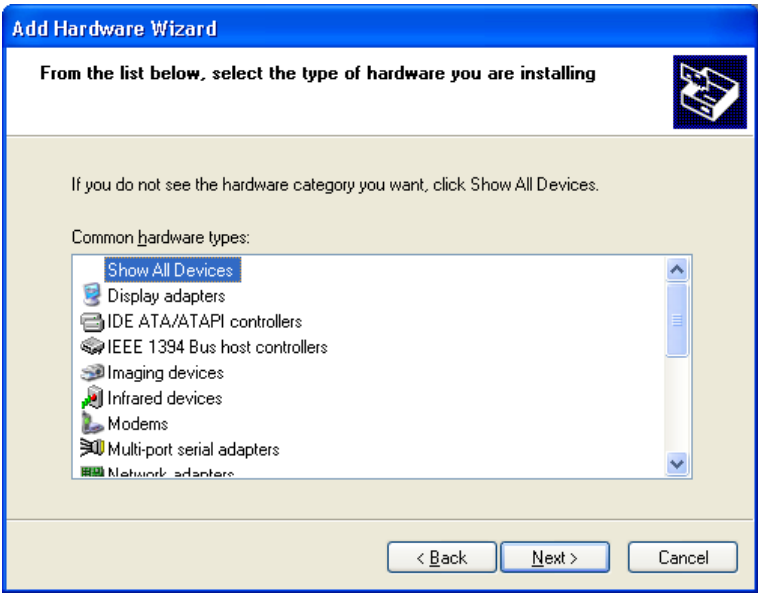 Add Hardware Wizard
From the list below, select the type of hardware you are installing
If you do not see the hardware category you want, click Show All Devices.
Common hardware types:
Show All Devices
Display adapters
IDE ATA/ATAPI controllers
IEEE 1394 Bus host controllers
Imaging devices
Infrared devices
Modems
Multi-port serial adapters
Network adapters
< Back Next > Cancel